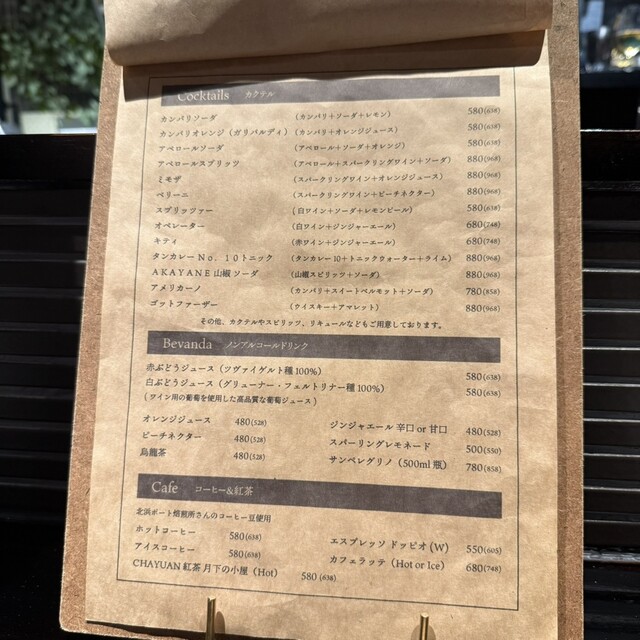 Cocktails カクテル
カンパリソーダ (カンパリ+ソーダ+レモン) 580(638)
カンパリオレンジ (ガリバルディ) (カンパリ+オレンジジュース) 580(638)
アペロールソーダ (アペロール+ソーダ+オレンジ) 580(638)
アペロールスプリッツ (アペロール+スパークリングワイン+ソーダ) 880(968)
ミモザ (スパークリングワイン+オレンジジュース) 880(968)
ベリーニ (スパークリングワイン+ピーチネクター) 880(968)
スプリッツァー (白ワイン+ソーダ+レモンピール) 580(638)
オペレーター (白ワイン+ジンジャーエール) 680(748)
キティ (赤ワイン+ジンジャーエール) 680(748)
タンカレーNo. 10トニック (タンカレー10+トニックウォーター+ライム) 880(968)
AKAYANE 山椒ソーダ (山椒スピリッツ+ソーダ) 880(968)
アメリカーノ (カンパリ+スイートベルモット+ソーダ) 780(858)
ゴットファーザー (ウイスキー+アマレット) 880(968)
その他、カクテルやスピリッツ、リキュールなどもご用意しております。
Bevanda ノンアルコールドリンク
赤ぶどうジュース (ツヴァイゲルト種100%) 580(638)
白ぶどうジュース (グリューナー・フェルトリナー種100%) 580(638)
(ワイン用の葡萄を使用した高品質な葡萄ジュース)
オレンジジュース 480(528) ジンジャエール 辛口 or 甘口 480(528)
ピーチネクター 480(528) スパーリングレモネード 500(550)
烏龍茶 480(528) サンペレグリノ (500ml 瓶) 780(858)
Cafe コーヒー&紅茶
北浜ポート焙煎所さんのコーヒー豆使用
ホットコーヒー 580(638) エスプレッソ ドッピオ(W) 550(605)
アイスコーヒー 580(638) カフェラッテ (Hot or Ice) 680(748)
CHAYUAN 紅茶 月下の小屋 (Hot) 580(638)